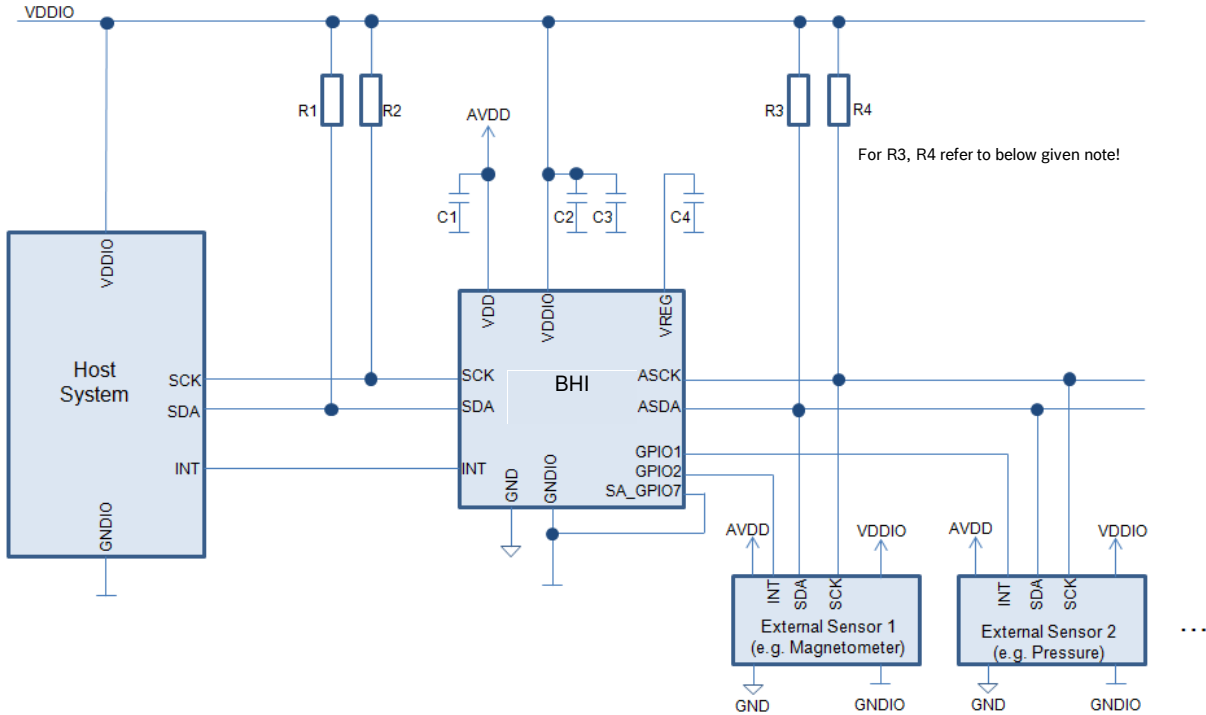 VDDIO
R1
R2
R3
R4
AVDD
For R3, R4 refer to below given note!
C1
C2
C3
C4
VDDIO
VDD
VDDIO
VREG
Host
System
SCK
SDA
INT
GNDIO
SCK
SDA
INT
BHI
ASCK
ASDA
GPIO1
GPIO2
SA_GPIO7
GND
GNDIO
AVDD
VDDIO
AVDD
VDDIO
INT
SDA
SCK
INT
SDA
SCK
External Sensor 1
(e.g. Magnetometer)
External Sensor 2
(e.g. Pressure)
...
GND
GNDIO
GND
GNDIO